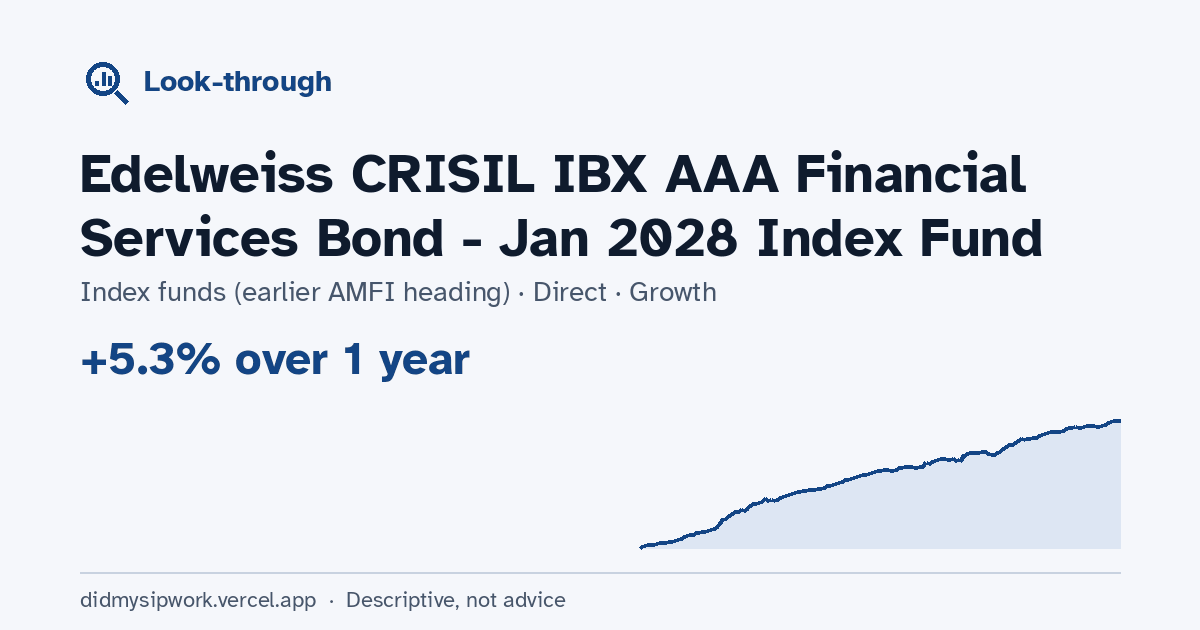 Look-through
Edelweiss CRISIL IBX AAA Financial
Services Bond - Jan 2028 Index Fund
Index funds (earlier AMFI heading) · Direct · Growth
+5.3% over 1 year
didmysipwork.vercel.app · Descriptive, not advice